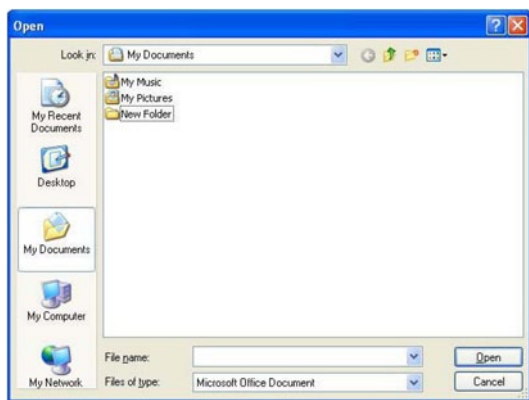 Open
Look in:
My Documents
My Recent
Documents
Desktop
My Documents
My Computer
My Network
My Music
My Pictures
New Folder
File name:
Open
Files of type:
Microsoft Office Document
Cancel